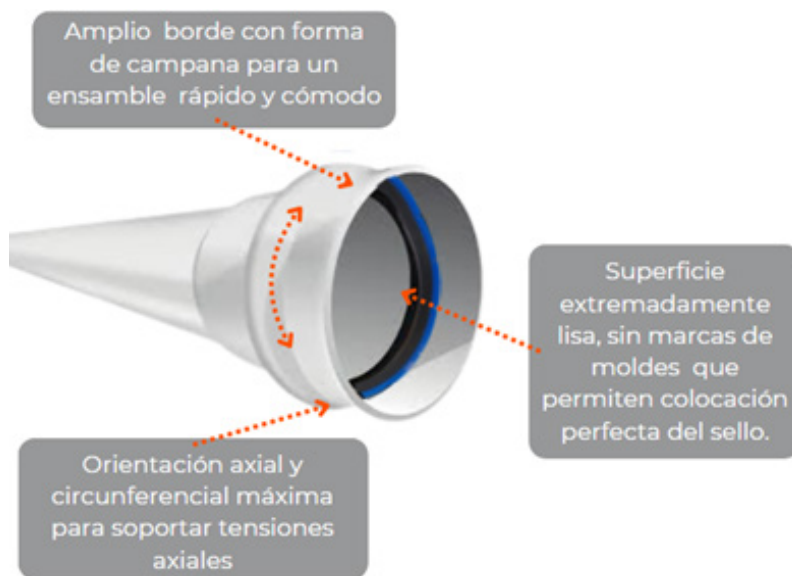 Amplio borde con forma
de campana para un
ensamble rápido y cómodo
Superficie
extremadamente
lisa, sin marcas de
moldes que
permiten colocación
perfecta del sello.
Orientación axial y
circunferencial máxima
para soportar tensiones
axiales